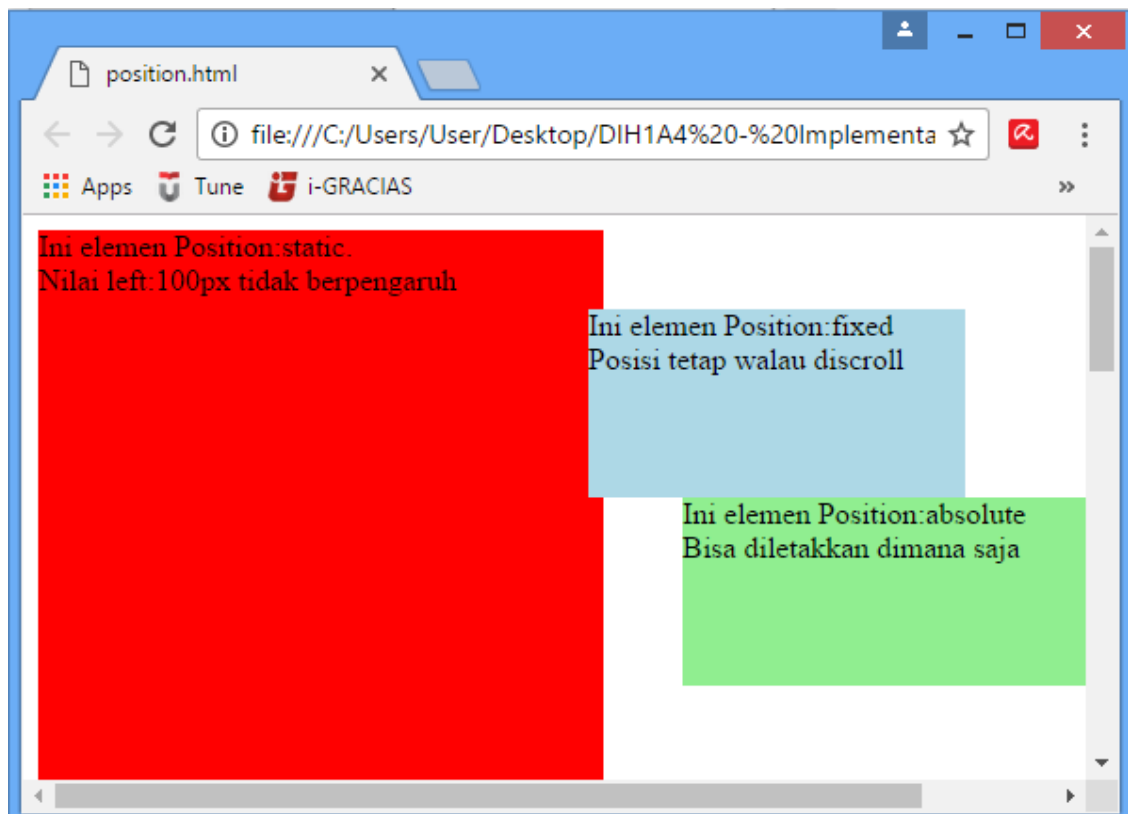 position.html
file:///C:/Users/User/Desktop/DIH1A4%20-%20Implementa
Apps Tune i-GRACIAS
Ini elemen Position:static.
Nilai left:100px tidak berpengaruh
Ini elemen Position:fixed
Posisi tetap walau discroll
Ini elemen Position:absolute
Bisa diletakkan dimana saja